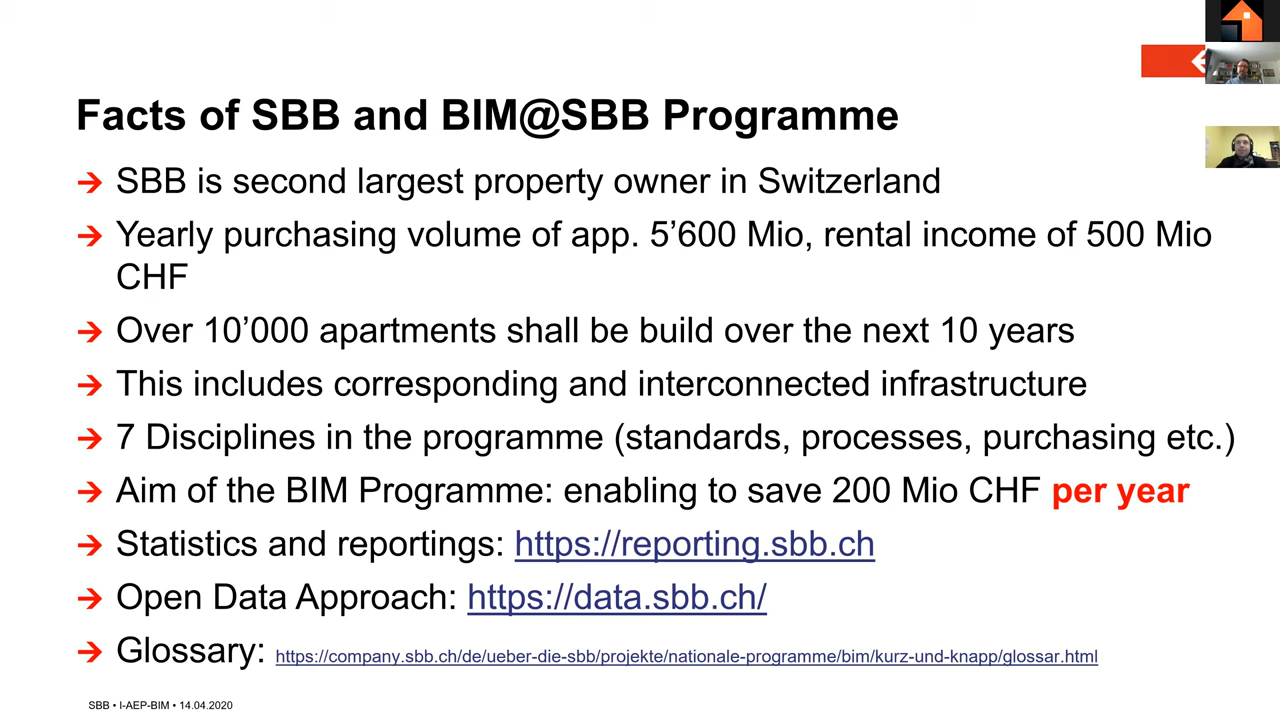 Facts of SBB and BIM@SBB Programme
→ SBB is second largest property owner in Switzerland
→ Yearly purchasing volume of app. 5’600 Mio, rental income of 500 Mio
CHF
→ Over 10’000 apartments shall be build over the next 10 years
→ This includes corresponding and interconnected infrastructure
→ 7 Disciplines in the programme (standards, processes, purchasing etc.)
→ Aim of the BIM Programme: enabling to save 200 Mio CHF per year
→ Statistics and reportings: https://reporting.sbb.ch
→ Open Data Approach: https://data.sbb.ch/
→ Glossary: https://company.sbb.ch/de/ueber-die-sbb/projekte/nationale-programme/bim/kurz-und-knapp/glossar.html
SBB • I-AEP-BIM • 14.04.2020